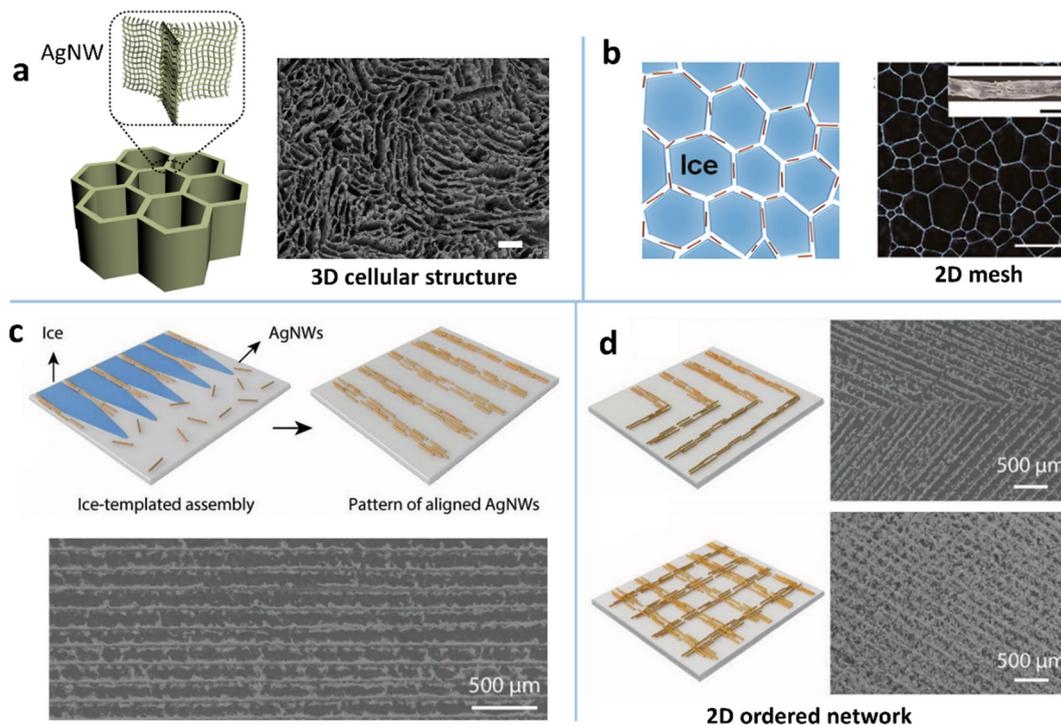 a
AgNW
3D cellular structure
b
Ice
2D mesh
c
Ice
AgNWs
Ice-templated assembly
Pattern of aligned AgNWs
500 μm
d
500 μm
500 μm
2D ordered network